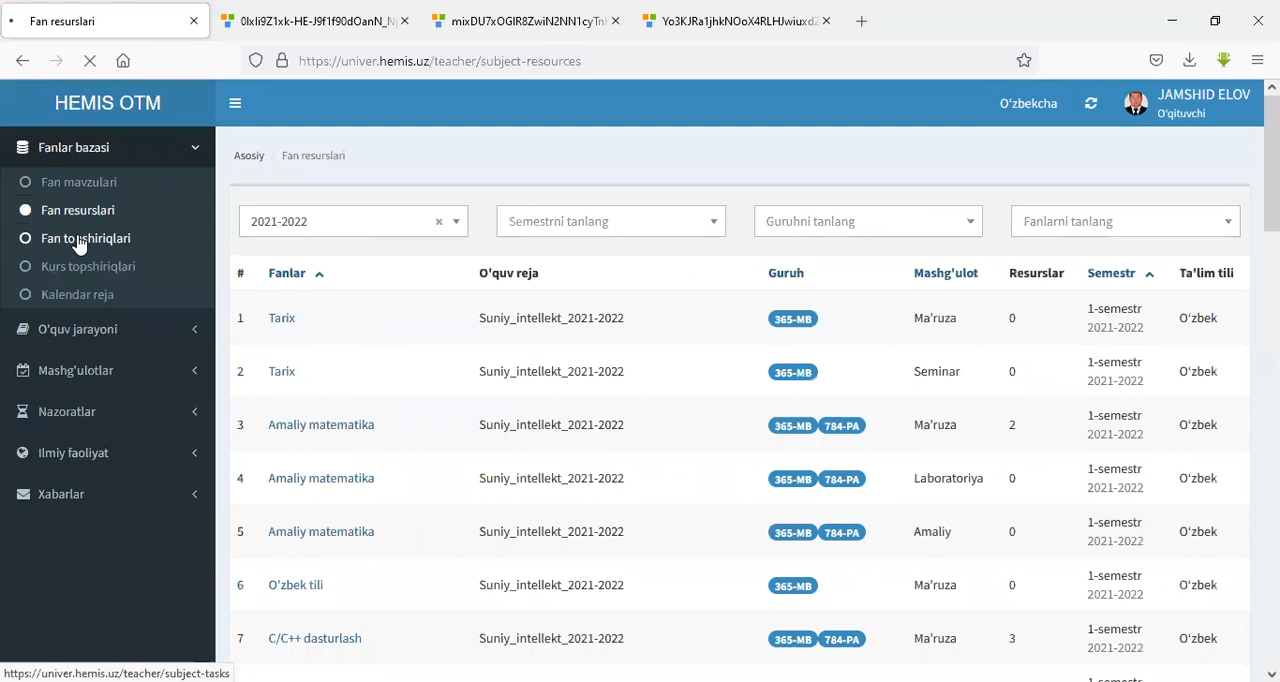 Fan resurslari
0Ixli9Z1xk-HE-J9f1f90dOanN_Nj
mixDU7xOGIR8ZwiN2NN1cyTnH
Yo3KJRa1jhkNOoX4RLHJwiuxdZ
https://univer.hemis.uz/teacher/subject-resources
HEMIS OTM
O'zbekcha
JAMSHID ELOV
O'qituvchi
Fanlar bazasi
Fan mavzulari
Fan resurslari
Fan topshiriqlari
Kurs topshiriqlari
Kalendar reja
O'quv jarayoni
Mashg'ulotlar
Nazoratlar
Ilmiy faoliyat
Xabarlar
Asosiy / Fan resurslari
2021-2022 Semestrni tanlang Guruhni tanlang Fanlarni tanlang
# Fanlar O'quv reja Guruh Mashg'ulot Resurslar Semestr Ta'lim tili
1 Tarix Suniy_intellekt_2021-2022 365-MB Ma'ruza 0 1-semestr O'zbek
2021-2022
2 Tarix Suniy_intellekt_2021-2022 365-MB Seminar 0 1-semestr O'zbek
2021-2022
3 Amaliy matematika Suniy_intellekt_2021-2022 365-MB 784-PA Ma'ruza 2 1-semestr O'zbek
2021-2022
4 Amaliy matematika Suniy_intellekt_2021-2022 365-MB 784-PA Laboratoriya 0 1-semestr O'zbek
2021-2022
5 Amaliy matematika Suniy_intellekt_2021-2022 365-MB 784-PA Amaliy 0 1-semestr O'zbek
2021-2022
6 O'zbek tili Suniy_intellekt_2021-2022 365-MB Ma'ruza 0 1-semestr O'zbek
2021-2022
7 C/C++ dasturlash Suniy_intellekt_2021-2022 365-MB 784-PA Ma'ruza 3 1-semestr O'zbek
2021-2022
https://univer.hemis.uz/teacher/subject-tasks